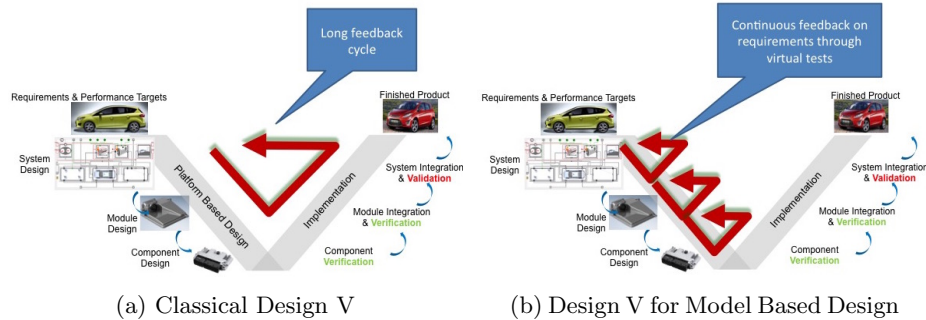 Long feedback
cycle
Requirements & Performance Targets
Finished Product
System
Design
Platform Based Design
Implementation
System Integration
& Validation
Module
Design
Module Integration
& Verification
Component
Design
Component
Verification
(a) Classical Design V
Continuous feedback on
requirements through
virtual tests
Requirements & Performance Targets
Finished Product
System
Design
Implementation
System Integration
& Validation
Module
Design
Module Integration
& Verification
Component
Design
Component
Verification
(b) Design V for Model Based Design